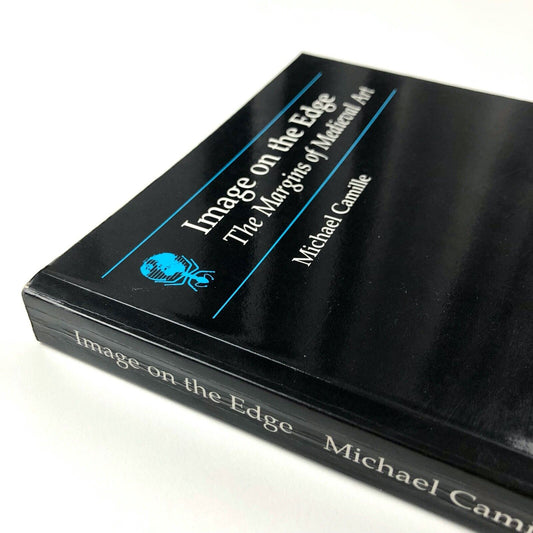 Image on the Edge
The Margins of Medieval Art
Michael Camille
Image on the Edge Michael Cam